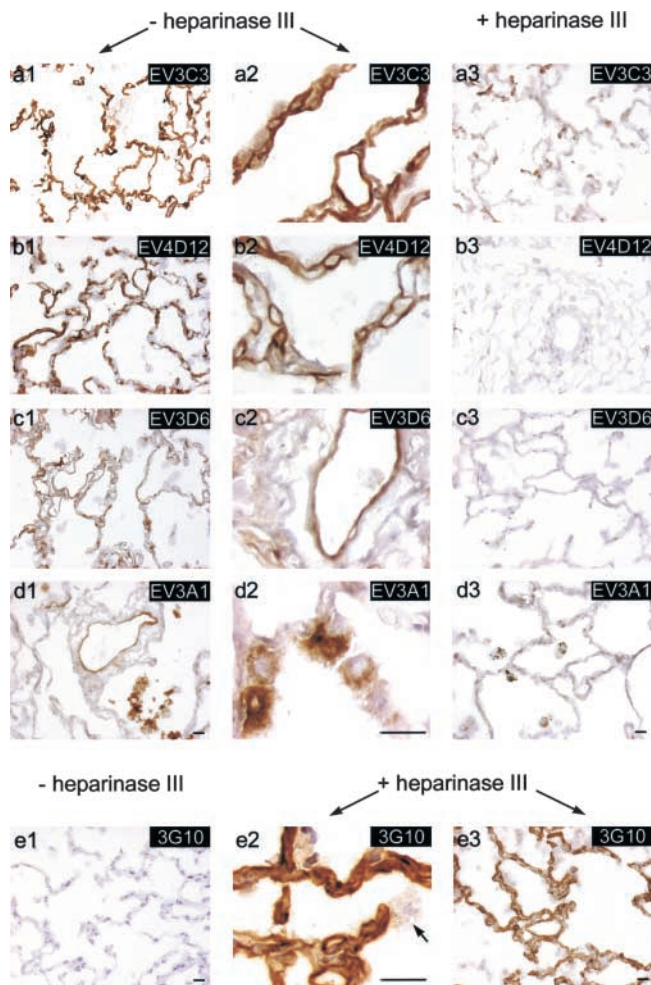 - heparinase III + heparinase III
a1 EV3C3 a2 EV3C3 a3 EV3C3
b1 EV4D12 b2 EV4D12 b3 EV4D12
c1 EV3D6 c2 EV3D6 c3 EV3D6
d1 EV3A1 d2 EV3A1 d3 EV3A1
- heparinase III + heparinase III
e1 3G10 e2 3G10 e3 3G10